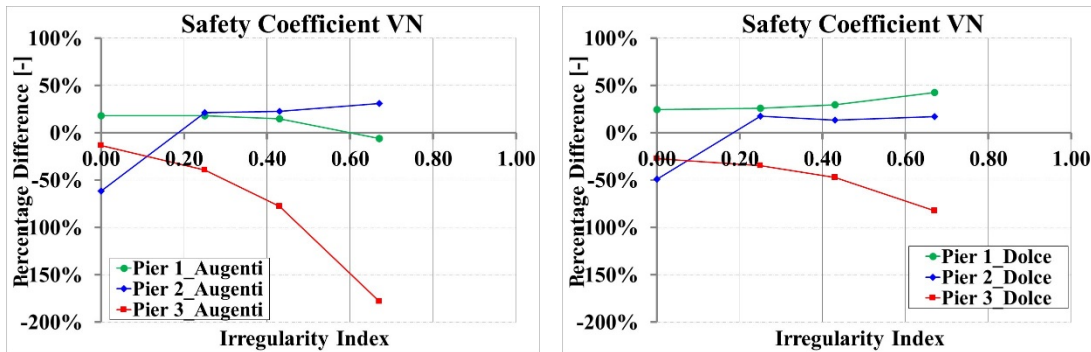 Safety Coefficient VN
100%
50%
0%
-50%
-100%
-150%
-200%
Percentage Difference [-]
0.00 0.20 0.40 0.60 0.80 1.00
Pier 1_Augenti
Pier 2_Augenti
Pier 3_Augenti
Irregularity Index
Safety Coefficient VN
100%
50%
0%
-50%
-100%
-150%
-200%
Percentage Difference [-]
0.00 0.20 0.40 0.60 0.80 1.00
Pier 1_Dolce
Pier 2_Dolce
Pier 3_Dolce
Irregularity Index